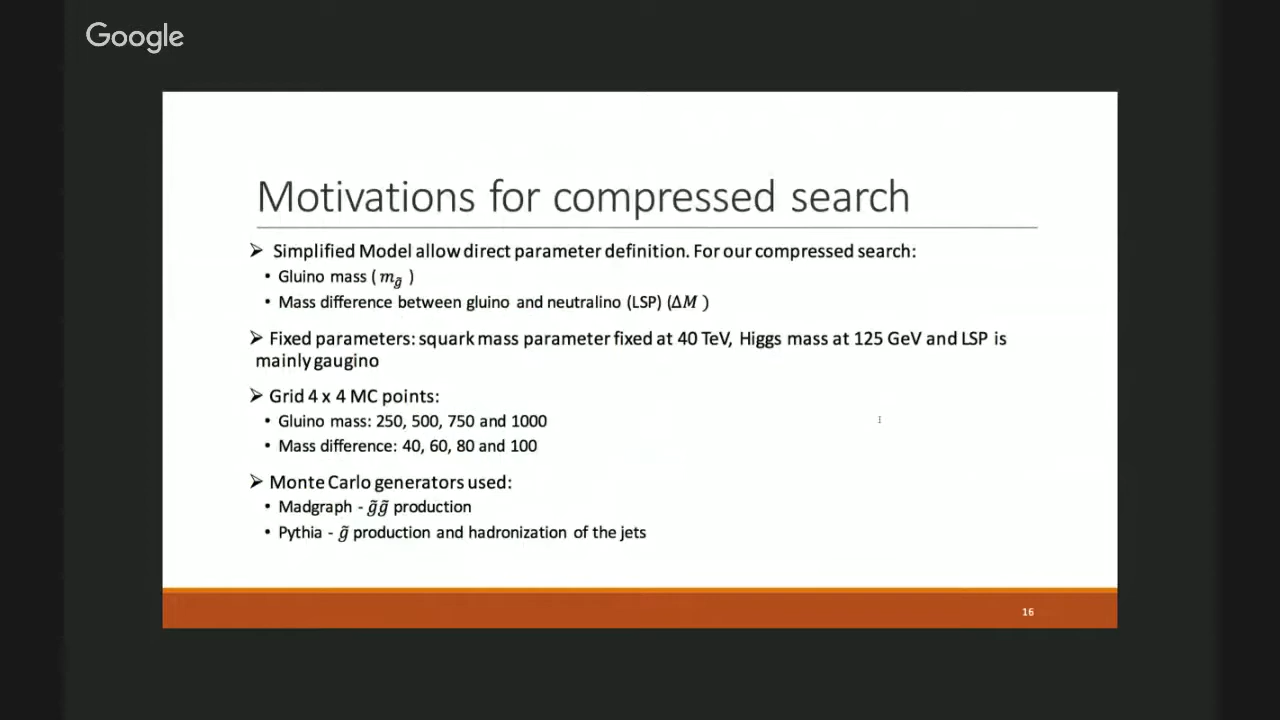 Google
Motivations for compressed search
➢ Simplified Model allow direct parameter definition. For our compressed search:
• Gluino mass ( m_g̃ )
• Mass difference between gluino and neutralino (LSP) (ΔM )
➢ Fixed parameters: squark mass parameter fixed at 40 TeV, Higgs mass at 125 GeV and LSP is
mainly gaugino
➢ Grid 4 x 4 MC points:
• Gluino mass: 250, 500, 750 and 1000
• Mass difference: 40, 60, 80 and 100
➢ Monte Carlo generators used:
• Madgraph - g̃g̃ production
• Pythia - g̃ production and hadronization of the jets
16